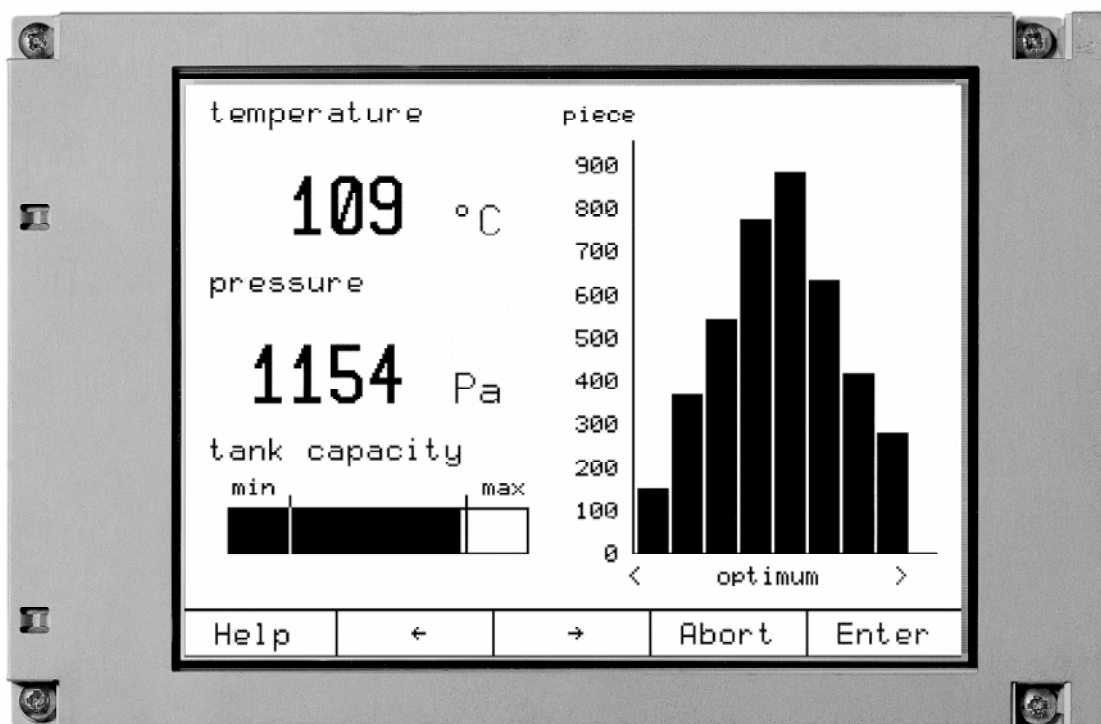 temperature
109 °C
pressure
1154 Pa
tank capacity
min max
piece
900
800
700
600
500
400
300
200
100
0
< optimum >
Help ← → Abort Enter